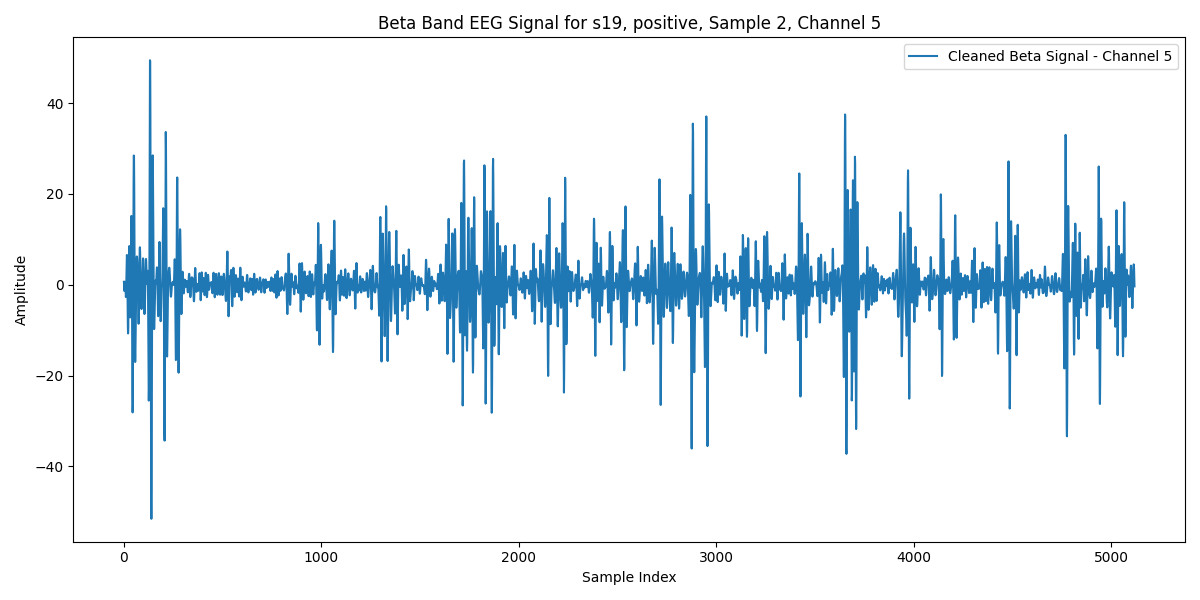 Beta Band EEG Signal for s19, positive, Sample 2, Channel 5
Cleaned Beta Signal - Channel 5
Amplitude
40
20
0
−20
−40
0 1000 2000 3000 4000 5000
Sample Index